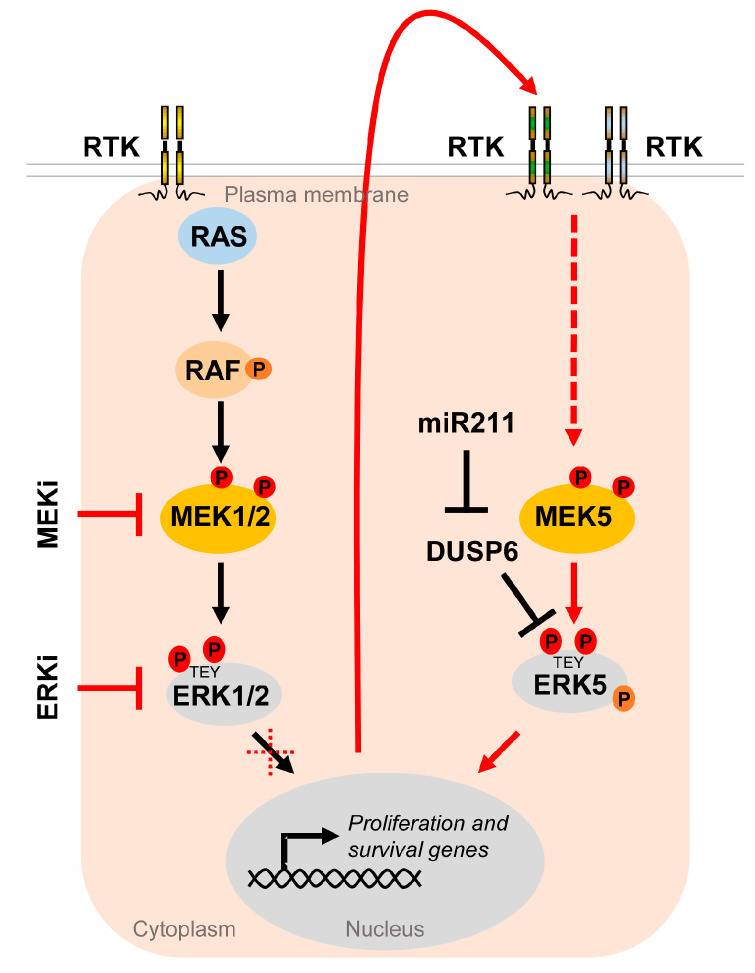 RTK
RTK
RTK
Plasma membrane
RAS
RAF
P
miR211
P
P
P
P
MEKi
MEK1/2
MEK5
DUSP6
P
P
P
P
TEY
TEY
ERKi
ERK1/2
ERK5
P
Proliferation and
survival genes
Cytoplasm
Nucleus